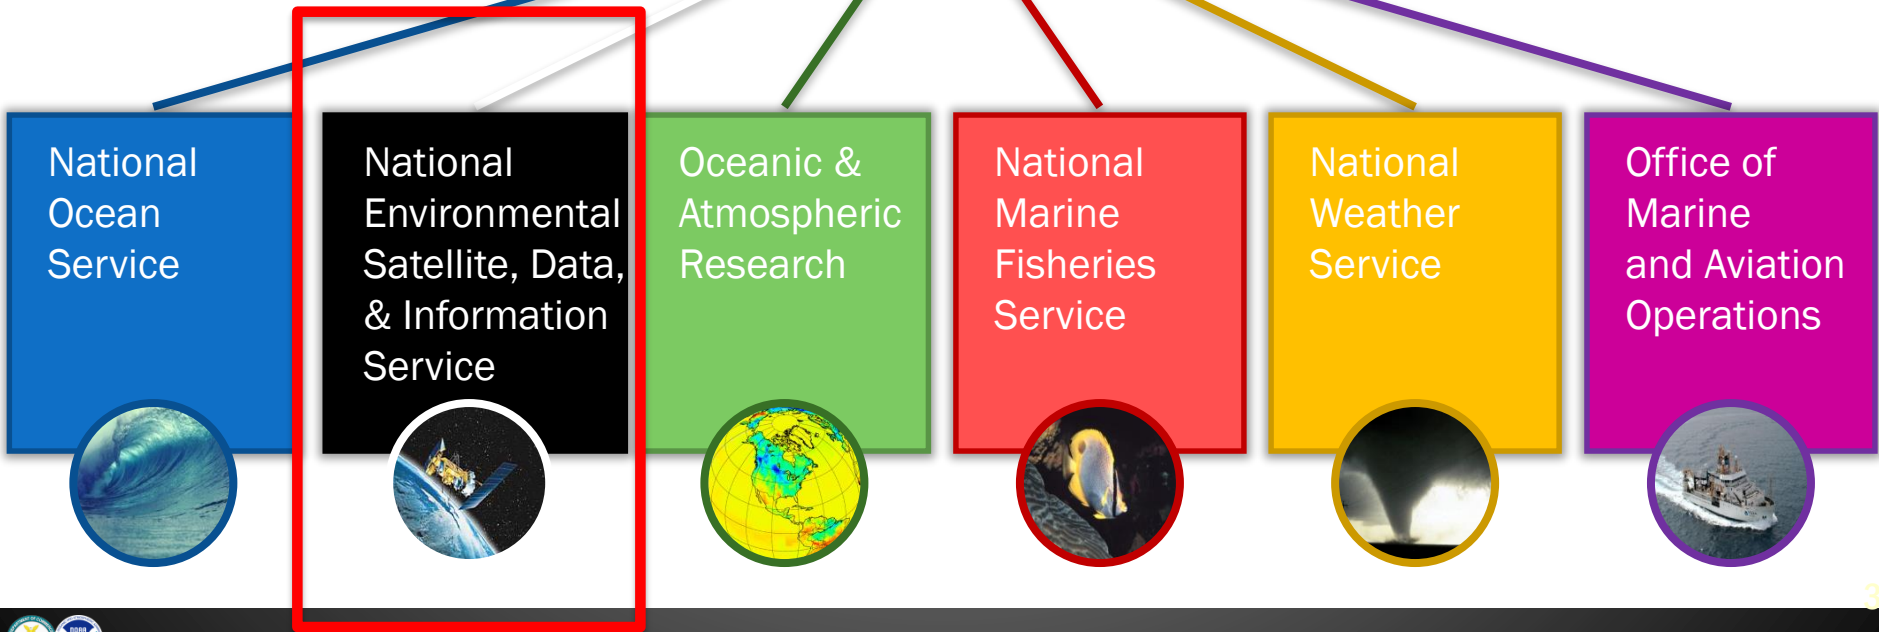 National
Ocean
Service
National
Environmental
Satellite, Data,
& Information
Service
Oceanic &
Atmospheric
Research
National
Marine
Fisheries
Service
National
Weather
Service
Office of
Marine
and Aviation
Operations
3